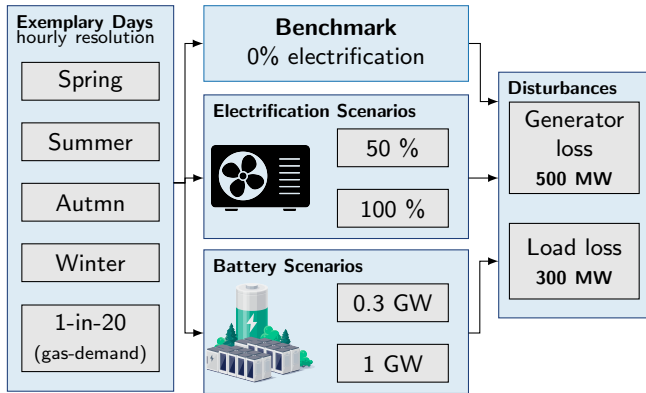 Exemplary Days
hourly resolution
Spring
Summer
Autmn
Winter
1-in-20
(gas-demand)
Benchmark
0% electrification
Electrification Scenarios
50 %
100 %
Battery Scenarios
0.3 GW
1 GW
Disturbances
Generator
loss
500 MW
Load loss
300 MW